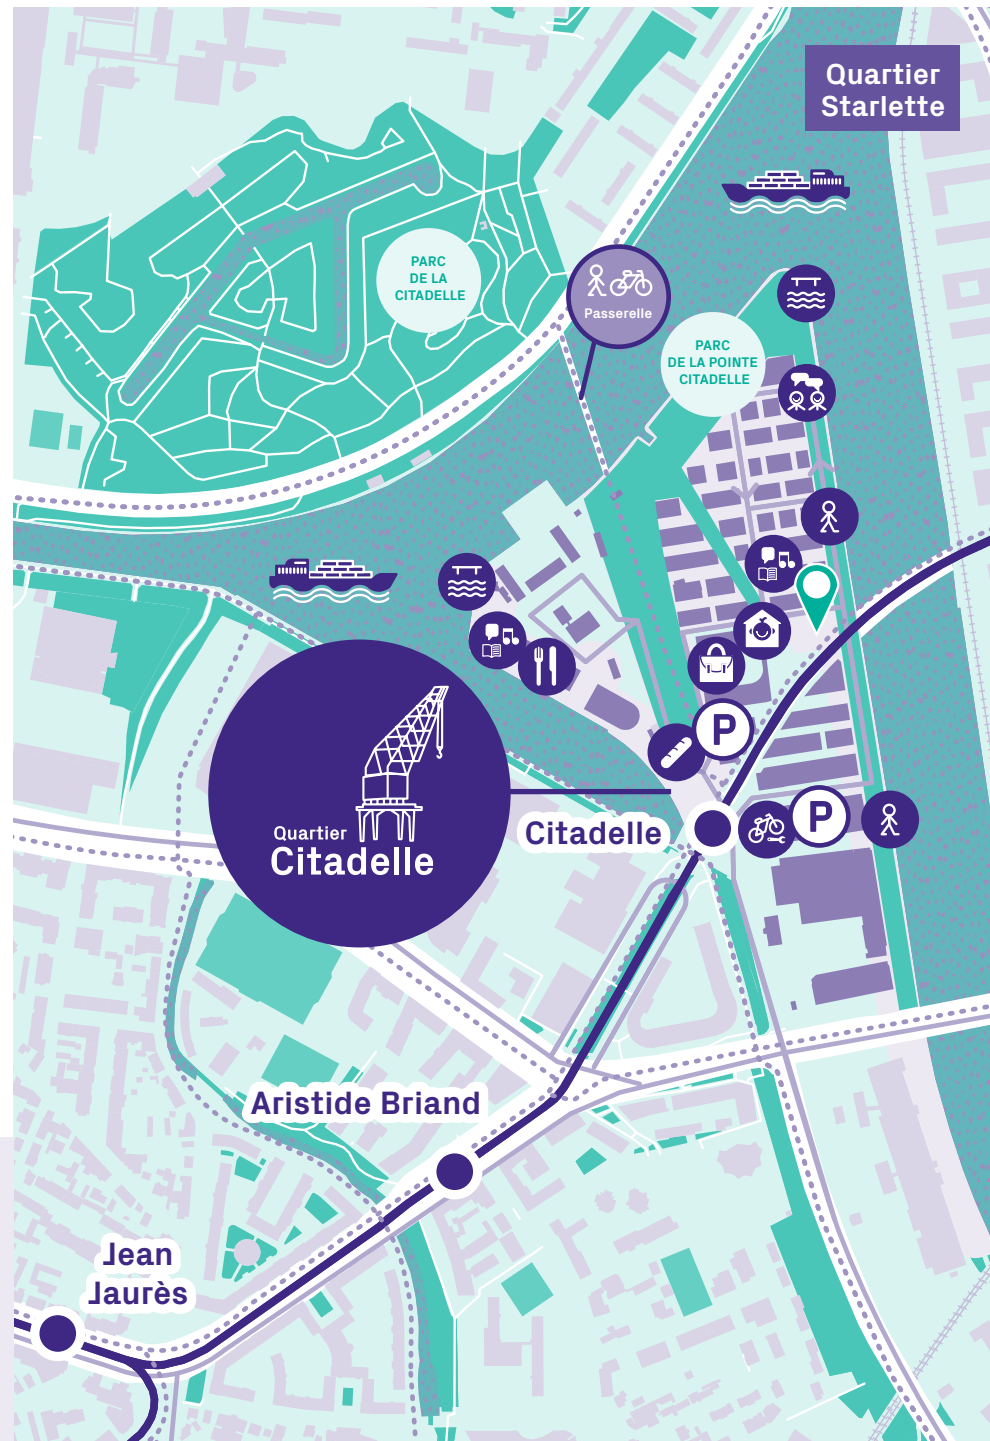 Quartier
Starlette
PARC
DE LA
CITADELLE
Passerelle
PARC
DE LA POINTE
CITADELLE
P
Quartier
Citadelle
Citadelle
P
Aristide Briand
Jean
Jaurès